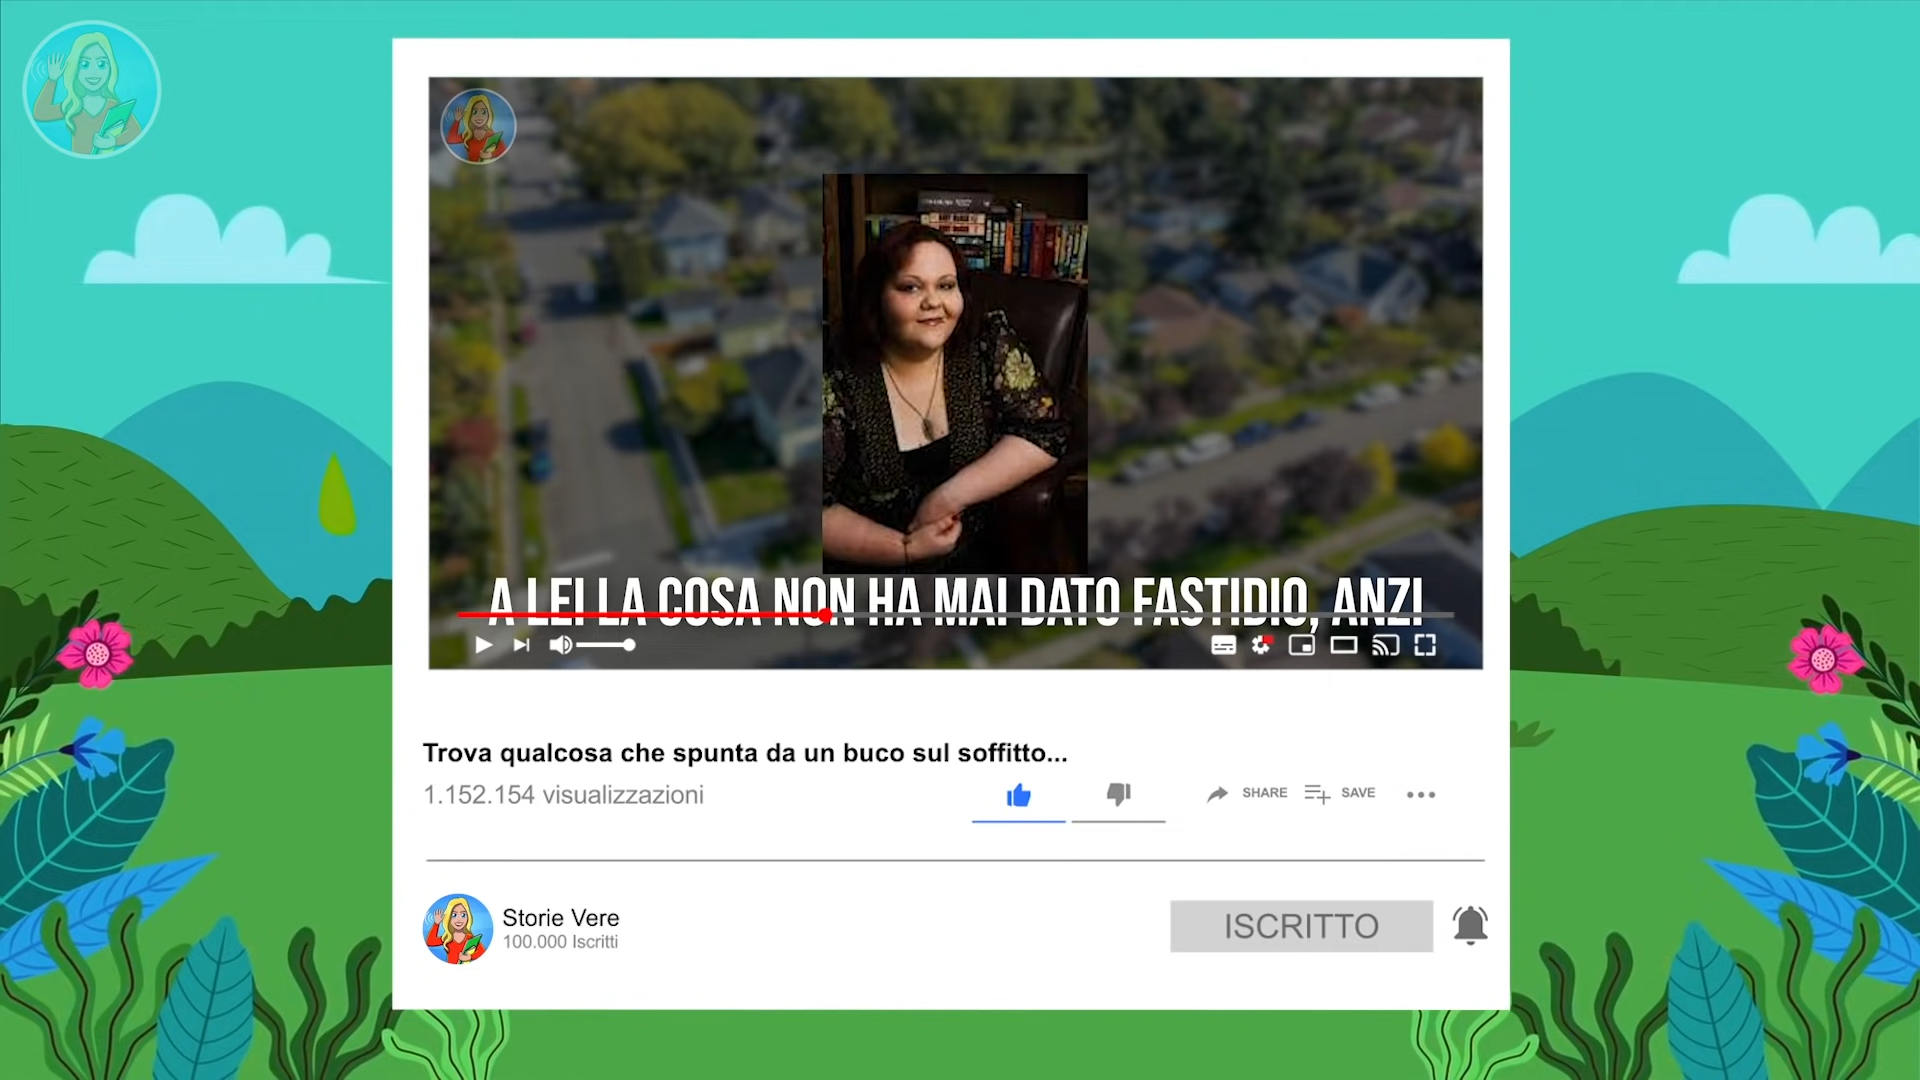 A LEI LA COSA NON HA MAI DATO FASTIDIO, ANZI
Trova qualcosa che spunta da un buco sul soffitto...
1.152.154 visualizzazioni
SHARE
SAVE
Storie Vere
100.000 Iscritti
ISCRITTO